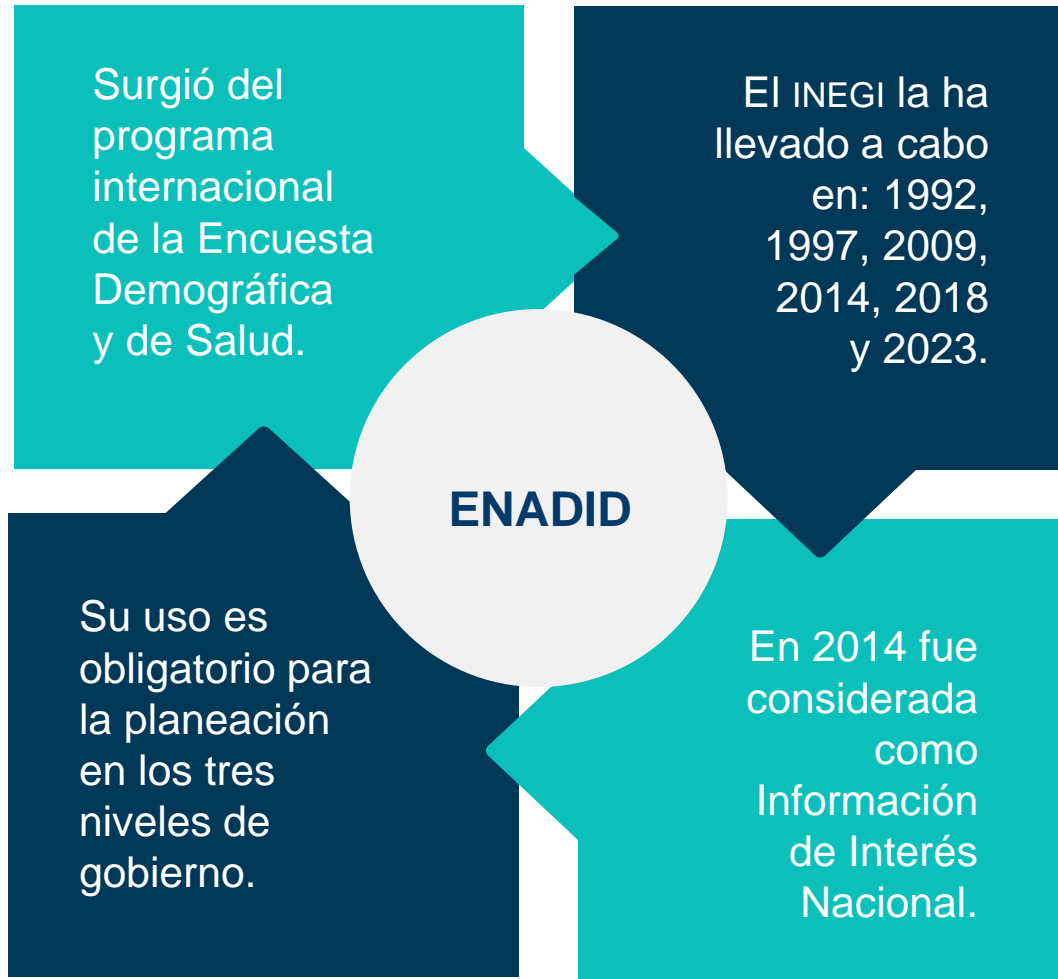 Surgió del
programa
internacional
de la Encuesta
Demográfica
y de Salud.
El INEGI la ha
llevado a cabo
en: 1992,
1997, 2009,
2014, 2018
y 2023.
ENADID
Su uso es
obligatorio para
la planeación
en los tres
niveles de
gobierno.
En 2014 fue
considerada
como
Información
de Interés
Nacional.